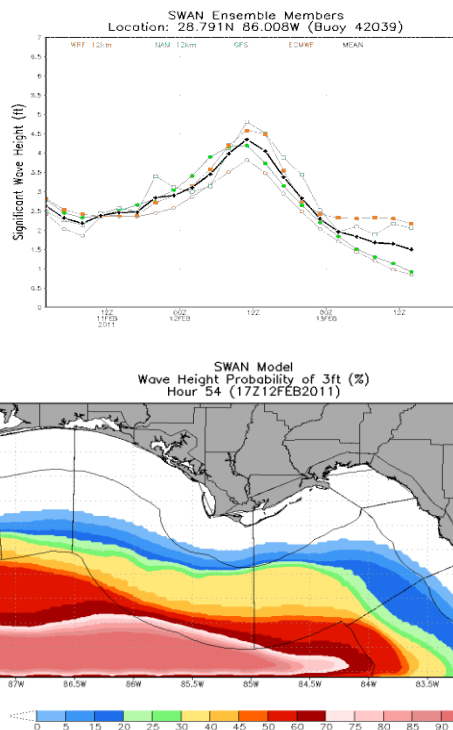 SWAN Ensemble Members
Location: 28.791N 86.008W (Buoy 42039)
WRF 12km NAM 12km GFS ECMWF MEAN
Significant Wave Height (ft)
7
6.5
6
5.5
5
4.5
4
3.5
3
2.5
2
1.5
1
0.5
0
12Z 00Z 12Z 00Z 12Z
11FEB 12FEB 13FEB
2011
SWAN Model
Wave Height Probability of 3ft (%)
Hour 54 (17Z12FEB2011)
87W 86.5W 86W 85.5W 85W 84.5W 84W 83.5W
0 5 15 20 25 30 40 45 50 60 70 75 80 85 90